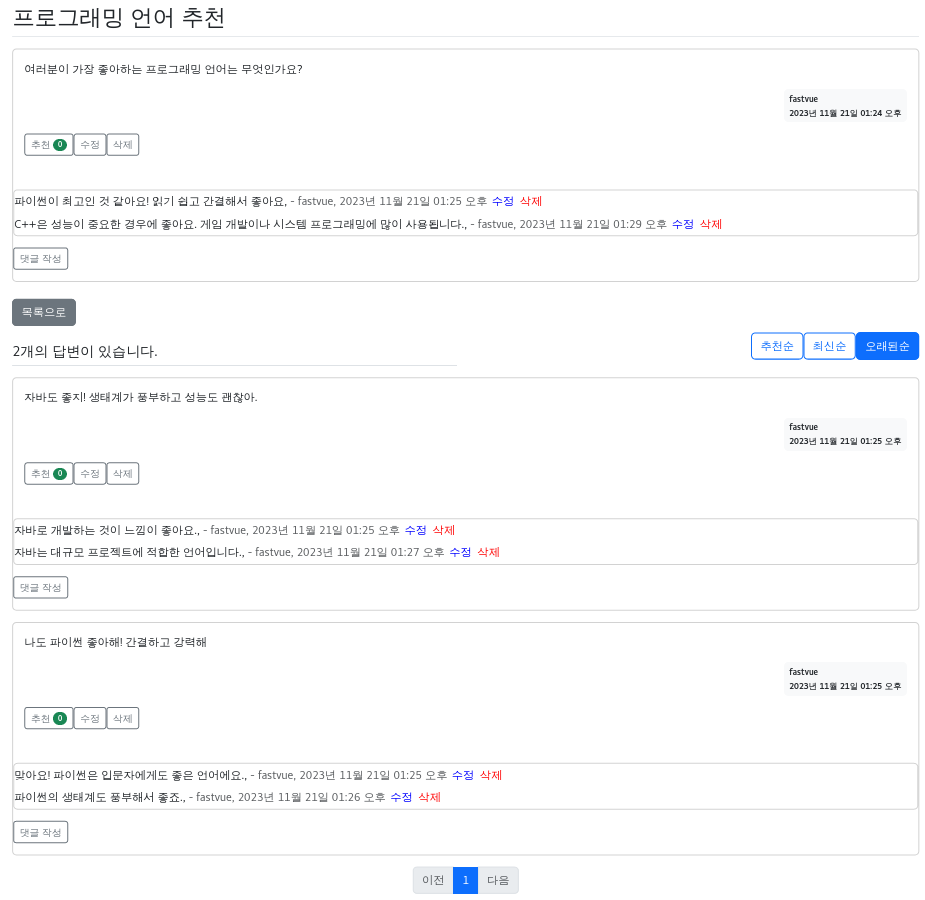 프로그래밍 언어 추천
여러분이 가장 좋아하는 프로그래밍 언어는 무엇인가요?
fastvue
2023년 11월 21일 01:24 오후
추천 0 수정 삭제
파이썬이 최고인 것 같아요! 읽기 쉽고 간결해서 좋아요, - fastvue, 2023년 11월 21일 01:25 오후 수정 삭제
C++은 성능이 중요한 경우에 좋아요. 게임 개발이나 시스템 프로그래밍에 많이 사용됩니다., - fastvue, 2023년 11월 21일 01:29 오후 수정 삭제
댓글 작성
목록으로
2개의 답변이 있습니다.
추천순 최신순 오래된순
자바도 좋지! 생태계가 풍부하고 성능도 괜찮아.
fastvue
2023년 11월 21일 01:25 오후
추천 0 수정 삭제
자바로 개발하는 것이 느낌이 좋아요., - fastvue, 2023년 11월 21일 01:25 오후 수정 삭제
자바는 대규모 프로젝트에 적합한 언어입니다., - fastvue, 2023년 11월 21일 01:27 오후 수정 삭제
댓글 작성
나도 파이썬 좋아해! 간결하고 강력해
fastvue
2023년 11월 21일 01:25 오후
추천 0 수정 삭제
맞아요! 파이썬은 입문자에게도 좋은 언어에요., - fastvue, 2023년 11월 21일 01:25 오후 수정 삭제
파이썬의 생태계도 풍부해서 좋죠., - fastvue, 2023년 11월 21일 01:26 오후 수정 삭제
댓글 작성
이전 1 다음